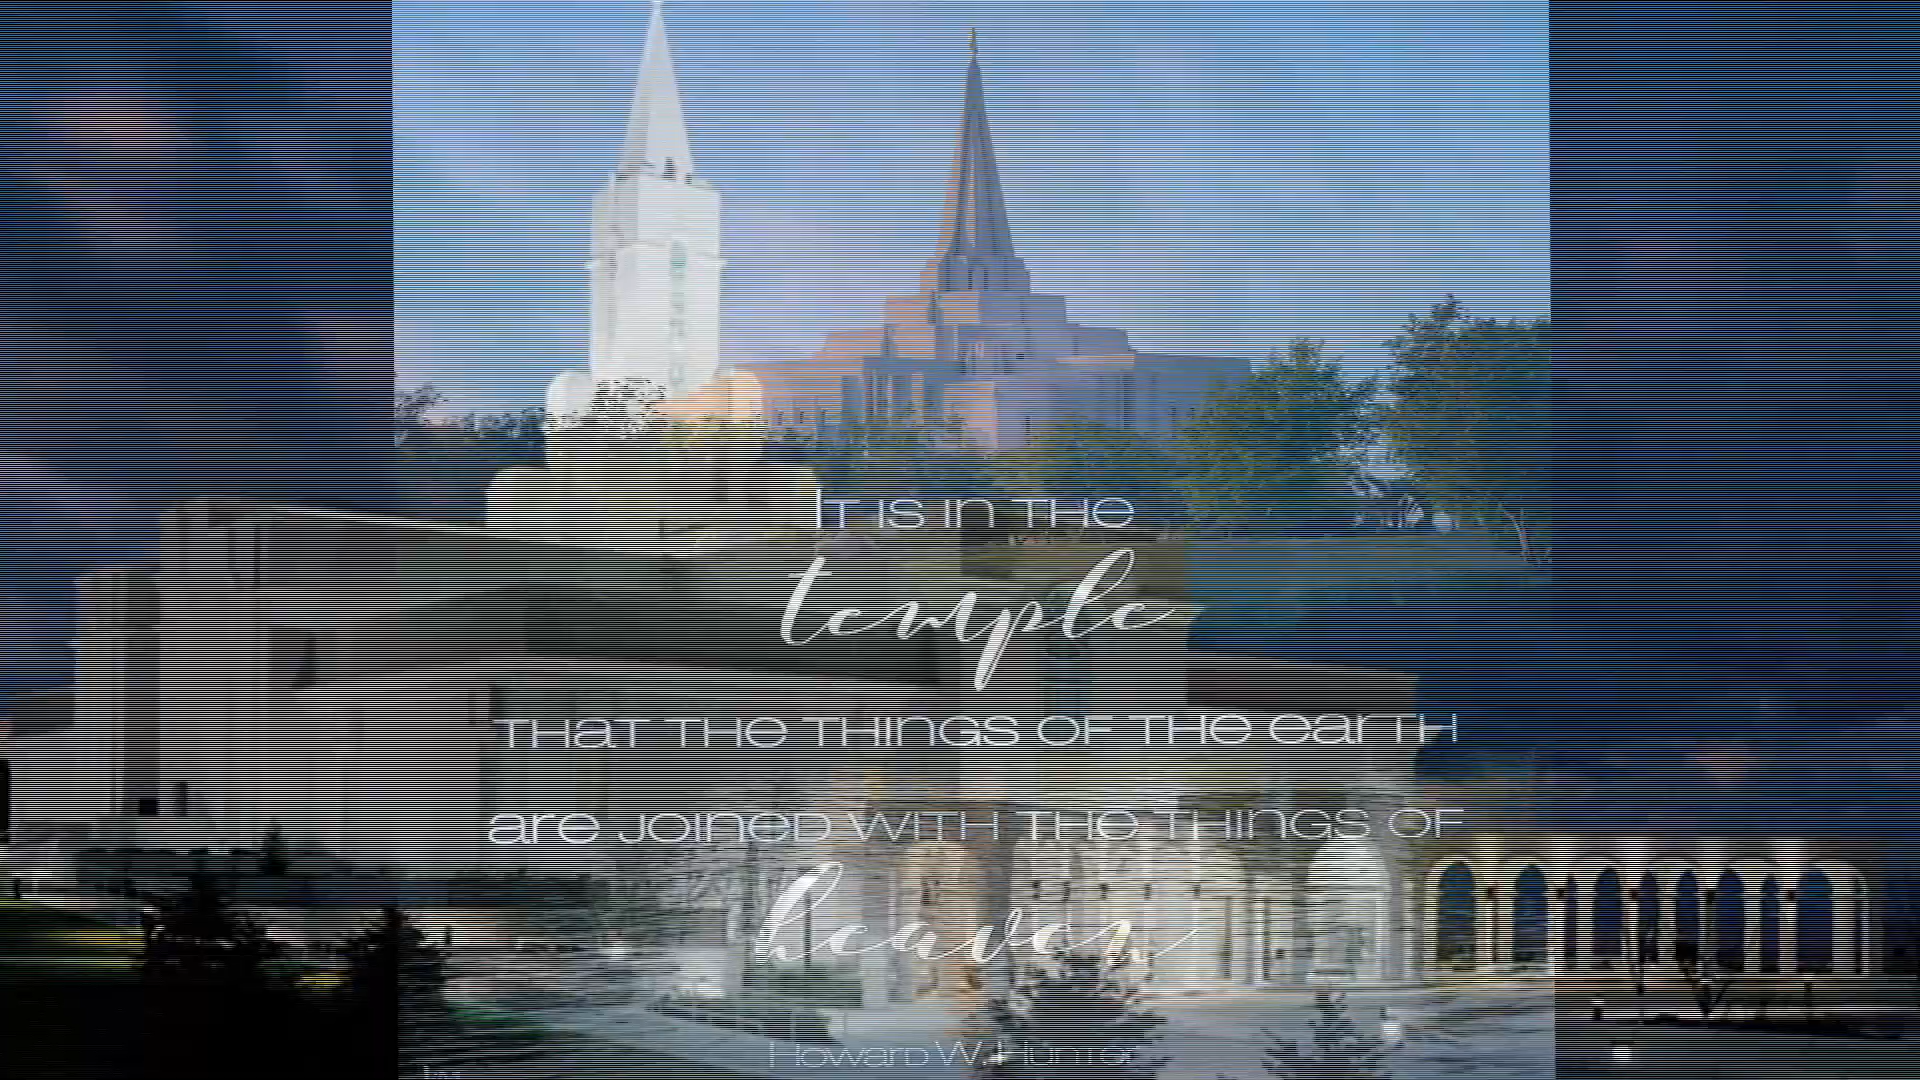 IT IS IN THE
temple
THAT THE THINGS OF THE EARTH
ARE JOINED WITH THE THINGS OF
heaven
Howard W. Hunter